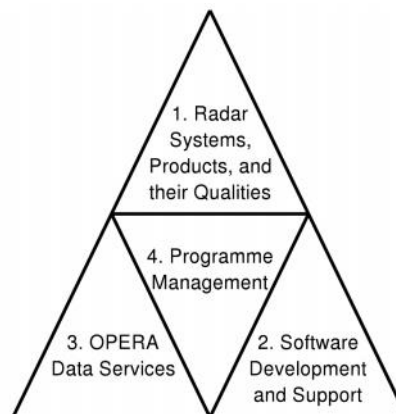 1. Radar
Systems,
Products, and
their Qualities
4. Programme
Management
3. OPERA
Data Services
2. Software
Development
and Support